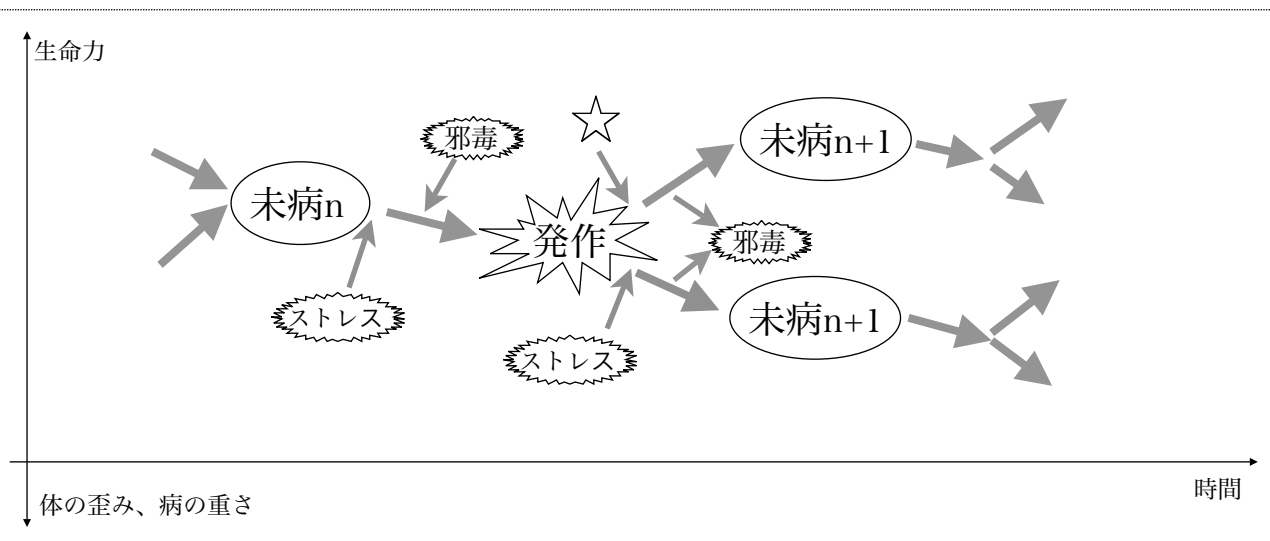 生命力
邪毒
未病n+1
未病n
発作
邪毒
ストレス
未病n+1
ストレス
時間
体の歪み、病の重さ